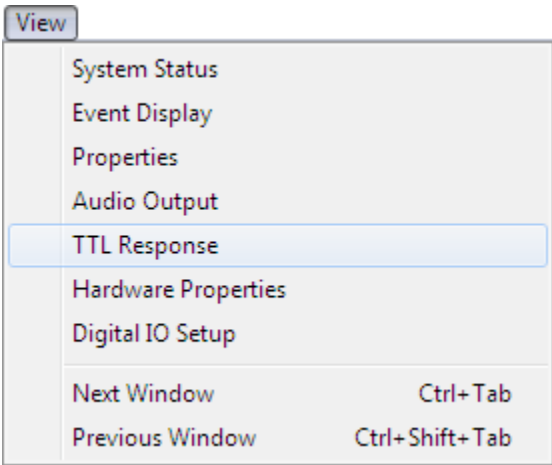 View
System Status
Event Display
Properties
Audio Output
TTL Response
Hardware Properties
Digital IO Setup
Next Window Ctrl+Tab
Previous Window Ctrl+Shift+Tab